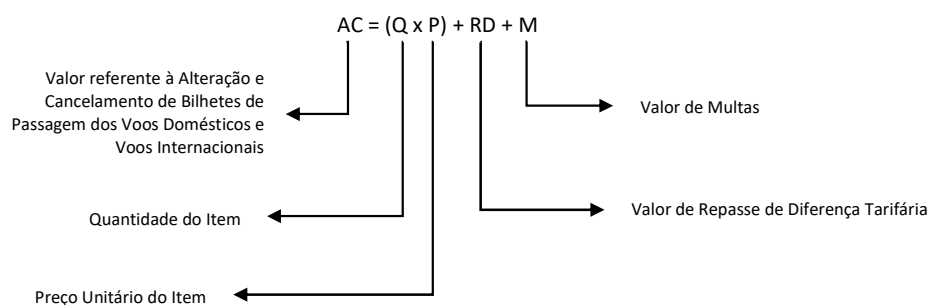 AC = (Q x P) + RD + M
Valor referente à Alteração e
Cancelamento de Bilhetes de
Passagem dos Voos Domésticos e
Voos Internacionais
Valor de Multas
Quantidade do Item
Valor de Repasse de Diferença Tarifária
Preço Unitário do Item